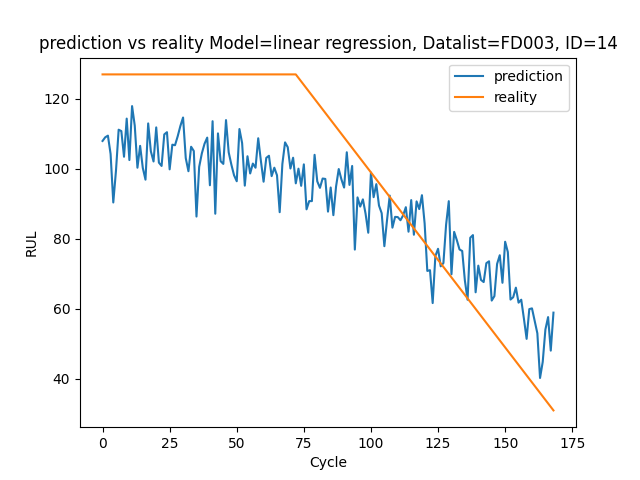 prediction vs reality Model=linear regression, Datalist=FD003, ID=14
prediction
reality
120
100
80
60
40
RUL
0 25 50 75 100 125 150 175
Cycle